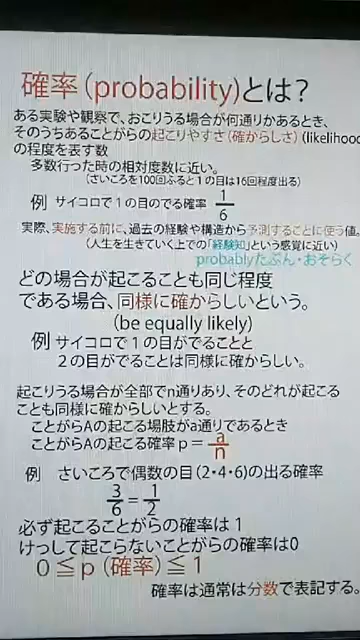 確率(probability)とは?
ある実験や観察で、おこりうる場合が何通りかあるとき、
そのうちあることがらの起こりやすさ(確からしさ)(likelihood
の程度を表す数
多数行った時の相対度数に近い。
(さいころを100回ふると1の目は16回程度出る)
例 サイコロで1の目のでる確率 1/6
実際、実施する前に、過去の経験や構造から予測することに使う値。
(人生を生きていく上での「経験知」という感覚に近い)
probablyたぶん・おそらく
どの場合が起こることも同じ程度
である場合、同様に確からしいという。
(be equally likely)
例 サイコロで1の目がでることと
2の目がでることは同様に確からしい。
起こりうる場合が全部でn通りあり、そのどれが起こる
ことも同様に確からしいとする。
ことがらAの起こる場肢がa通りであるとき
ことがらAの起こる確率p=a/n
例 さいころで偶数の目(2・4・6)の出る確率
3/6=1/2
必ず起こることがらの確率は1
けっして起こらないことがらの確率は0
0≦p(確率)≦1
確率は通常は分数で表記する。